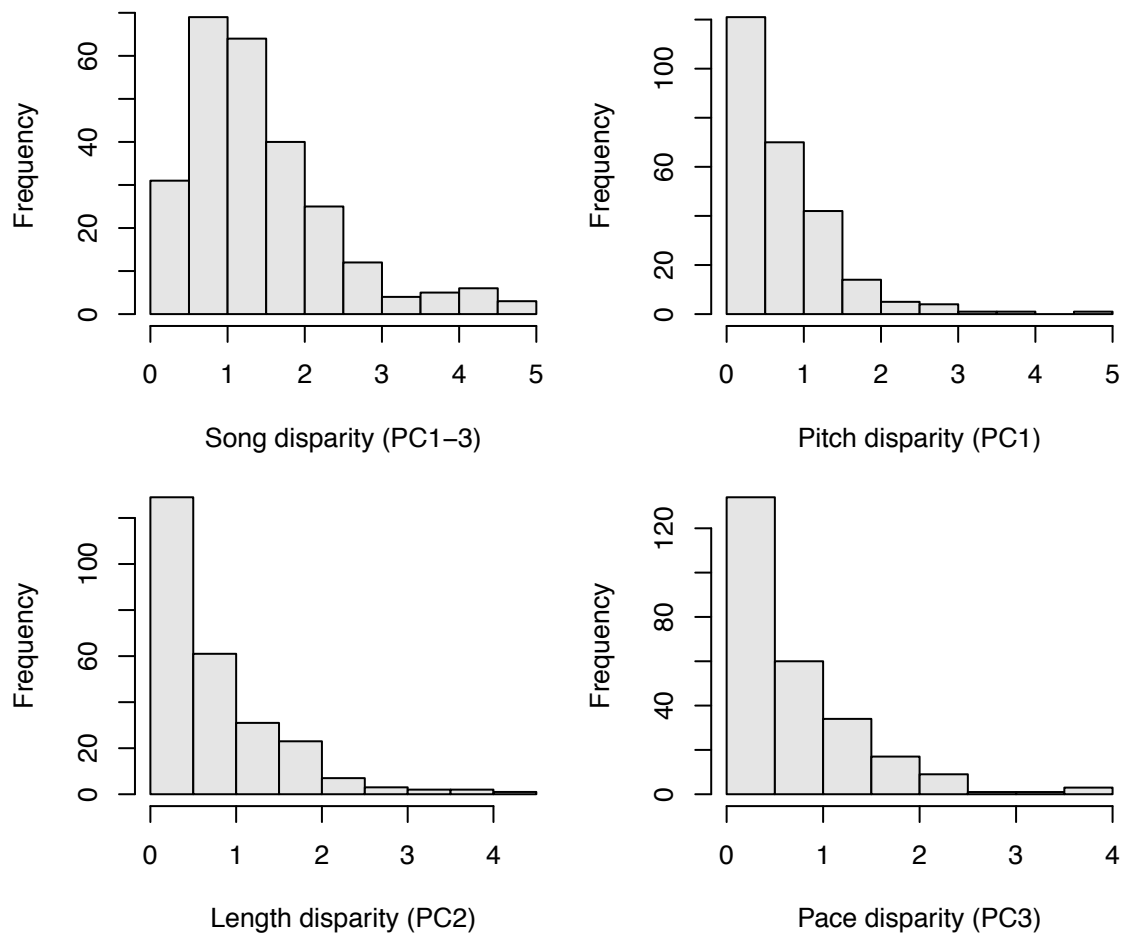 Frequency
60
40
20
0
0 1 2 3 4 5
Song disparity (PC1−3)
Frequency
100
60
20
0
0 1 2 3 4 5
Pitch disparity (PC1)
Frequency
100
60
20
0
0 1 2 3 4
Length disparity (PC2)
Frequency
120
80
40
0
0 1 2 3 4
Pace disparity (PC3)